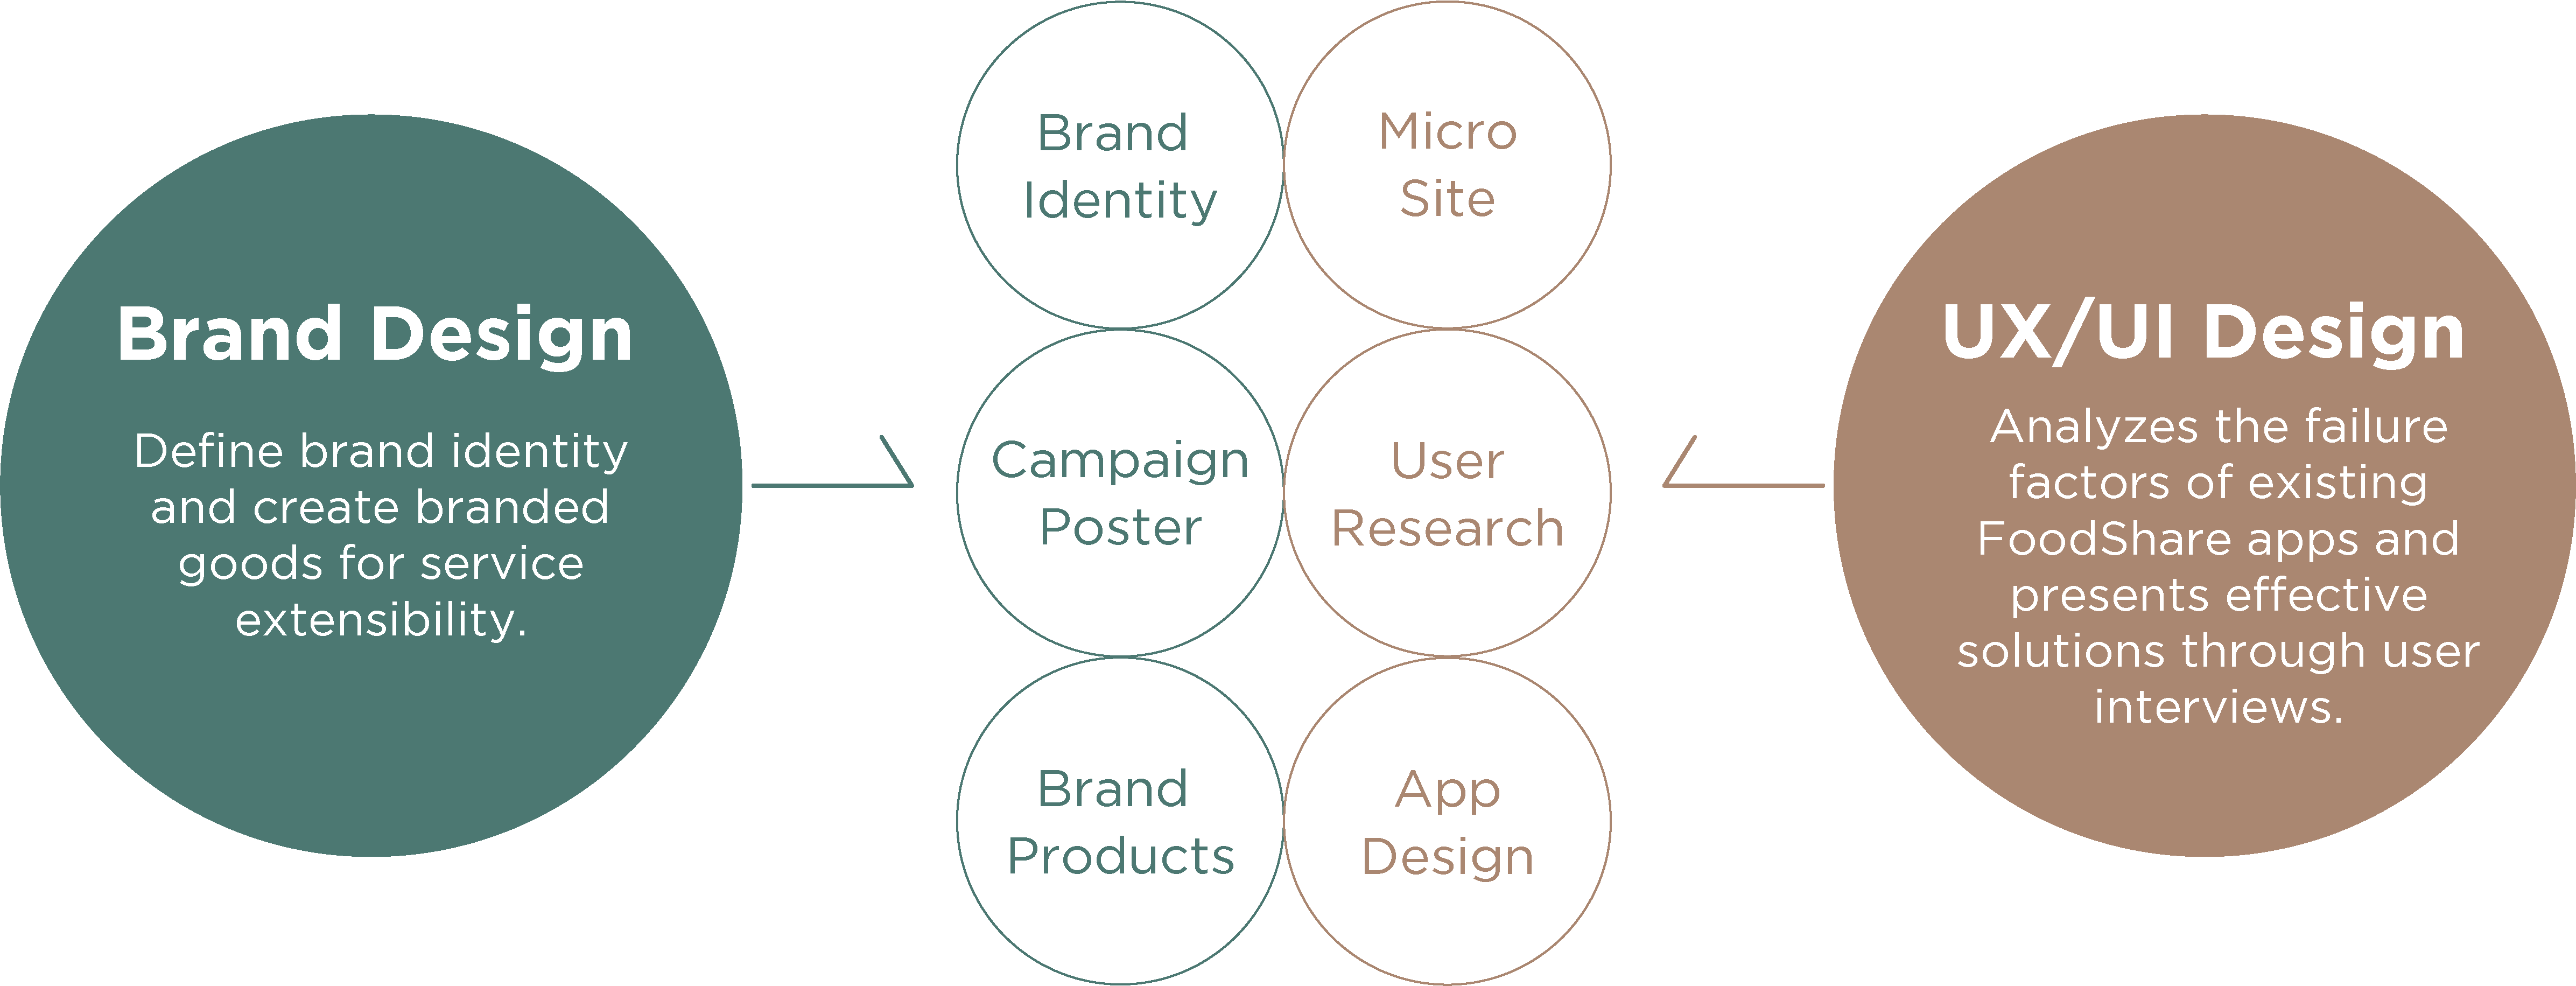 Brand Design
Define brand identity
and create branded
goods for service
extensibility.
Brand
Identity
Micro
Site
Campaign
Poster
User
Research
Brand
Products
App
Design
UX/UI Design
Analyzes the failure
factors of existing
FoodShare apps and
presents effective
solutions through user
interviews.